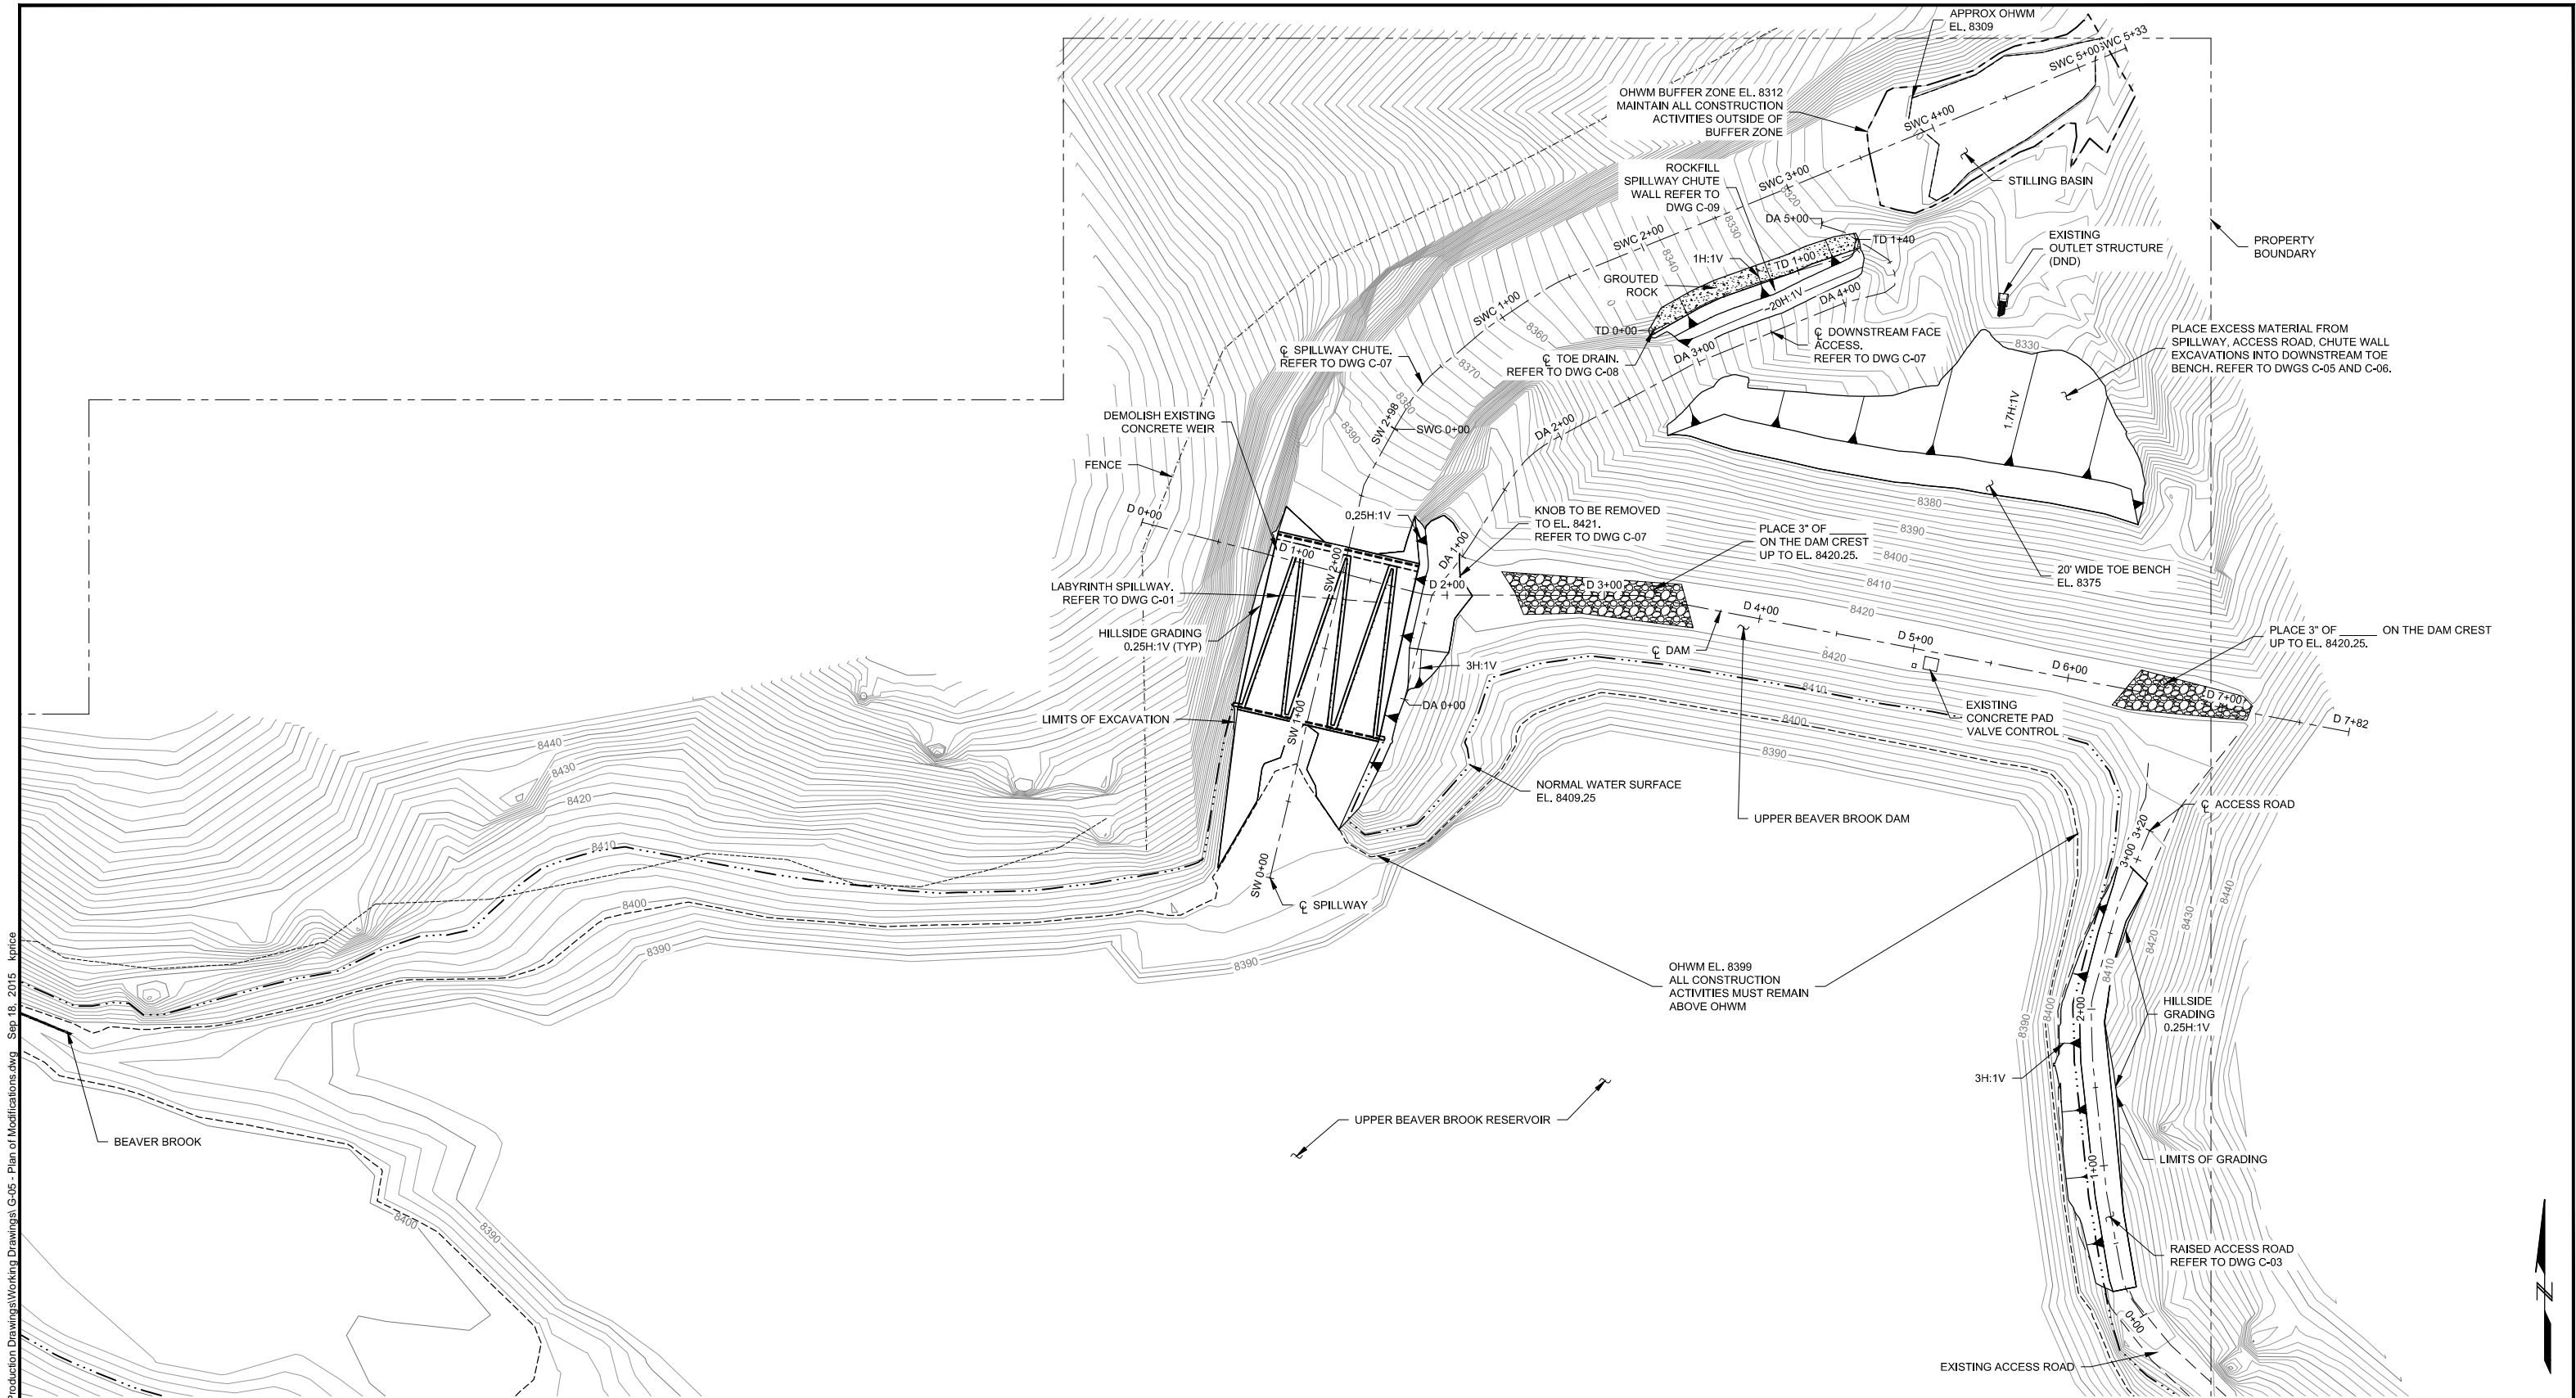 APPROX OHWM
EL. 8309
SWC 5+33
SWC 5+00
OHWM BUFFER ZONE EL. 8312
MAINTAIN ALL CONSTRUCTION
ACTIVITIES OUTSIDE OF
BUFFER ZONE
SWC 4+00
ROCKFILL
SPILLWAY CHUTE
WALL REFER TO
DWG C-09
SWC 3+00
8320
STILLING BASIN
DA 5+00
SWC 2+00
8330
TD 1+40
EXISTING
OUTLET STRUCTURE
(DND)
PROPERTY
BOUNDARY
8340
1H:1V
TD 1+00
GROUTED
ROCK
20H:1V
DA 4+00
SWC 1+00
8360
TD 0+00
℄ DOWNSTREAM FACE
ACCESS.
REFER TO DWG C-07
PLACE EXCESS MATERIAL FROM
SPILLWAY, ACCESS ROAD, CHUTE WALL
EXCAVATIONS INTO DOWNSTREAM TOE
BENCH. REFER TO DWGS C-05 AND C-06.
8330
℄ SPILLWAY CHUTE.
REFER TO DWG C-07
DA 3+00
℄ TOE DRAIN.
REFER TO DWG C-08
8370
8380
1.7H:1V
DEMOLISH EXISTING
CONCRETE WEIR
SW 2+98
SWC 0+00
DA 2+00
8390
FENCE
D 0+00
0.25H:1V
KNOB TO BE REMOVED
TO EL. 8421.
REFER TO DWG C-07
8380
8390
8400
8410
8420
PLACE 3" OF ______
ON THE DAM CREST
UP TO EL. 8420.25.
20' WIDE TOE BENCH
EL. 8375
D 1+00
SW 2+00
DA 1+00
D 2+00
D 3+00
D 4+00
D 5+00
D 6+00
D 7+00
D 7+82
LABYRINTH SPILLWAY.
REFER TO DWG C-01
HILLSIDE GRADING
0.25H:1V (TYP)
PLACE 3" OF ______ ON THE DAM CREST
UP TO EL. 8420.25.
℄ DAM
8420
3H:1V
8410
DA 0+00
EXISTING
CONCRETE PAD
VALVE CONTROL
LIMITS OF EXCAVATION
SW 1+00
8400
8390
8440
8430
8420
NORMAL WATER SURFACE
EL. 8409.25
UPPER BEAVER BROOK DAM
℄ ACCESS ROAD
3+20
3+00
8410
SW 0+00
℄ SPILLWAY
8400
8390
8390
8440
8430
8420
8410
OHWM EL. 8399
ALL CONSTRUCTION
ACTIVITIES MUST REMAIN
ABOVE OHWM
HILLSIDE
GRADING
0.25H:1V
2+00
8400
8390
3H:1V
UPPER BEAVER BROOK RESERVOIR
BEAVER BROOK
LIMITS OF GRADING
1+00
8400
8390
RAISED ACCESS ROAD
REFER TO DWG C-03
0+00
EXISTING ACCESS ROAD
N
Production Drawings\Working Drawings\ G-05 - Plan of Modifications.dwg Sep 18, 2015 kprice